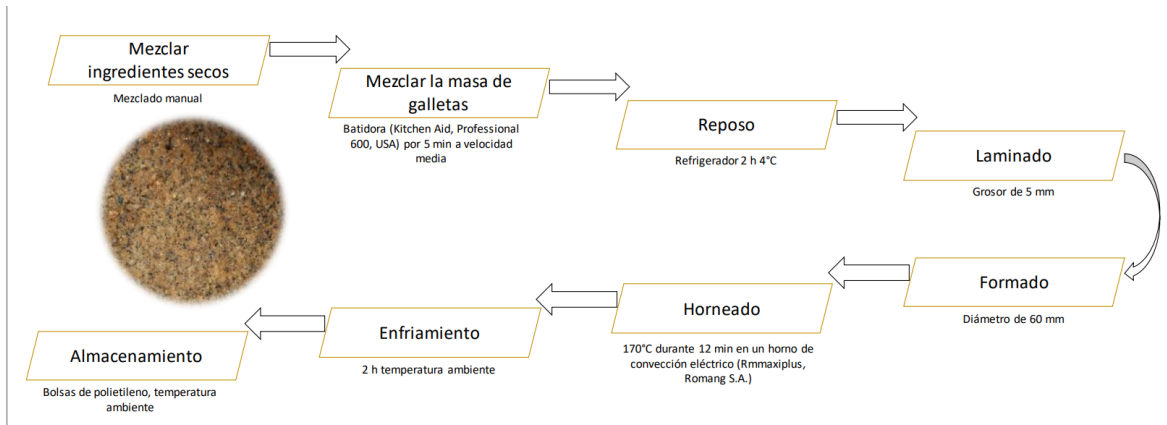 Mezclar
ingredientes secos
Mezclado manual
Mezclar la masa de
galletas
Batidora (Kitchen Aid, Professional
600, USA) por 5 min a velocidad
media
Reposo
Refrigerador 2 h 4°C
Laminado
Grosor de 5 mm
Formado
Diámetro de 60 mm
Horneado
170°C durante 12 min en un horno de
convección eléctrico (Rmmaxiplus,
Romang S.A.)
Enfriamiento
2 h temperatura ambiente
Almacenamiento
Bolsas de polietileno, temperatura
ambiente